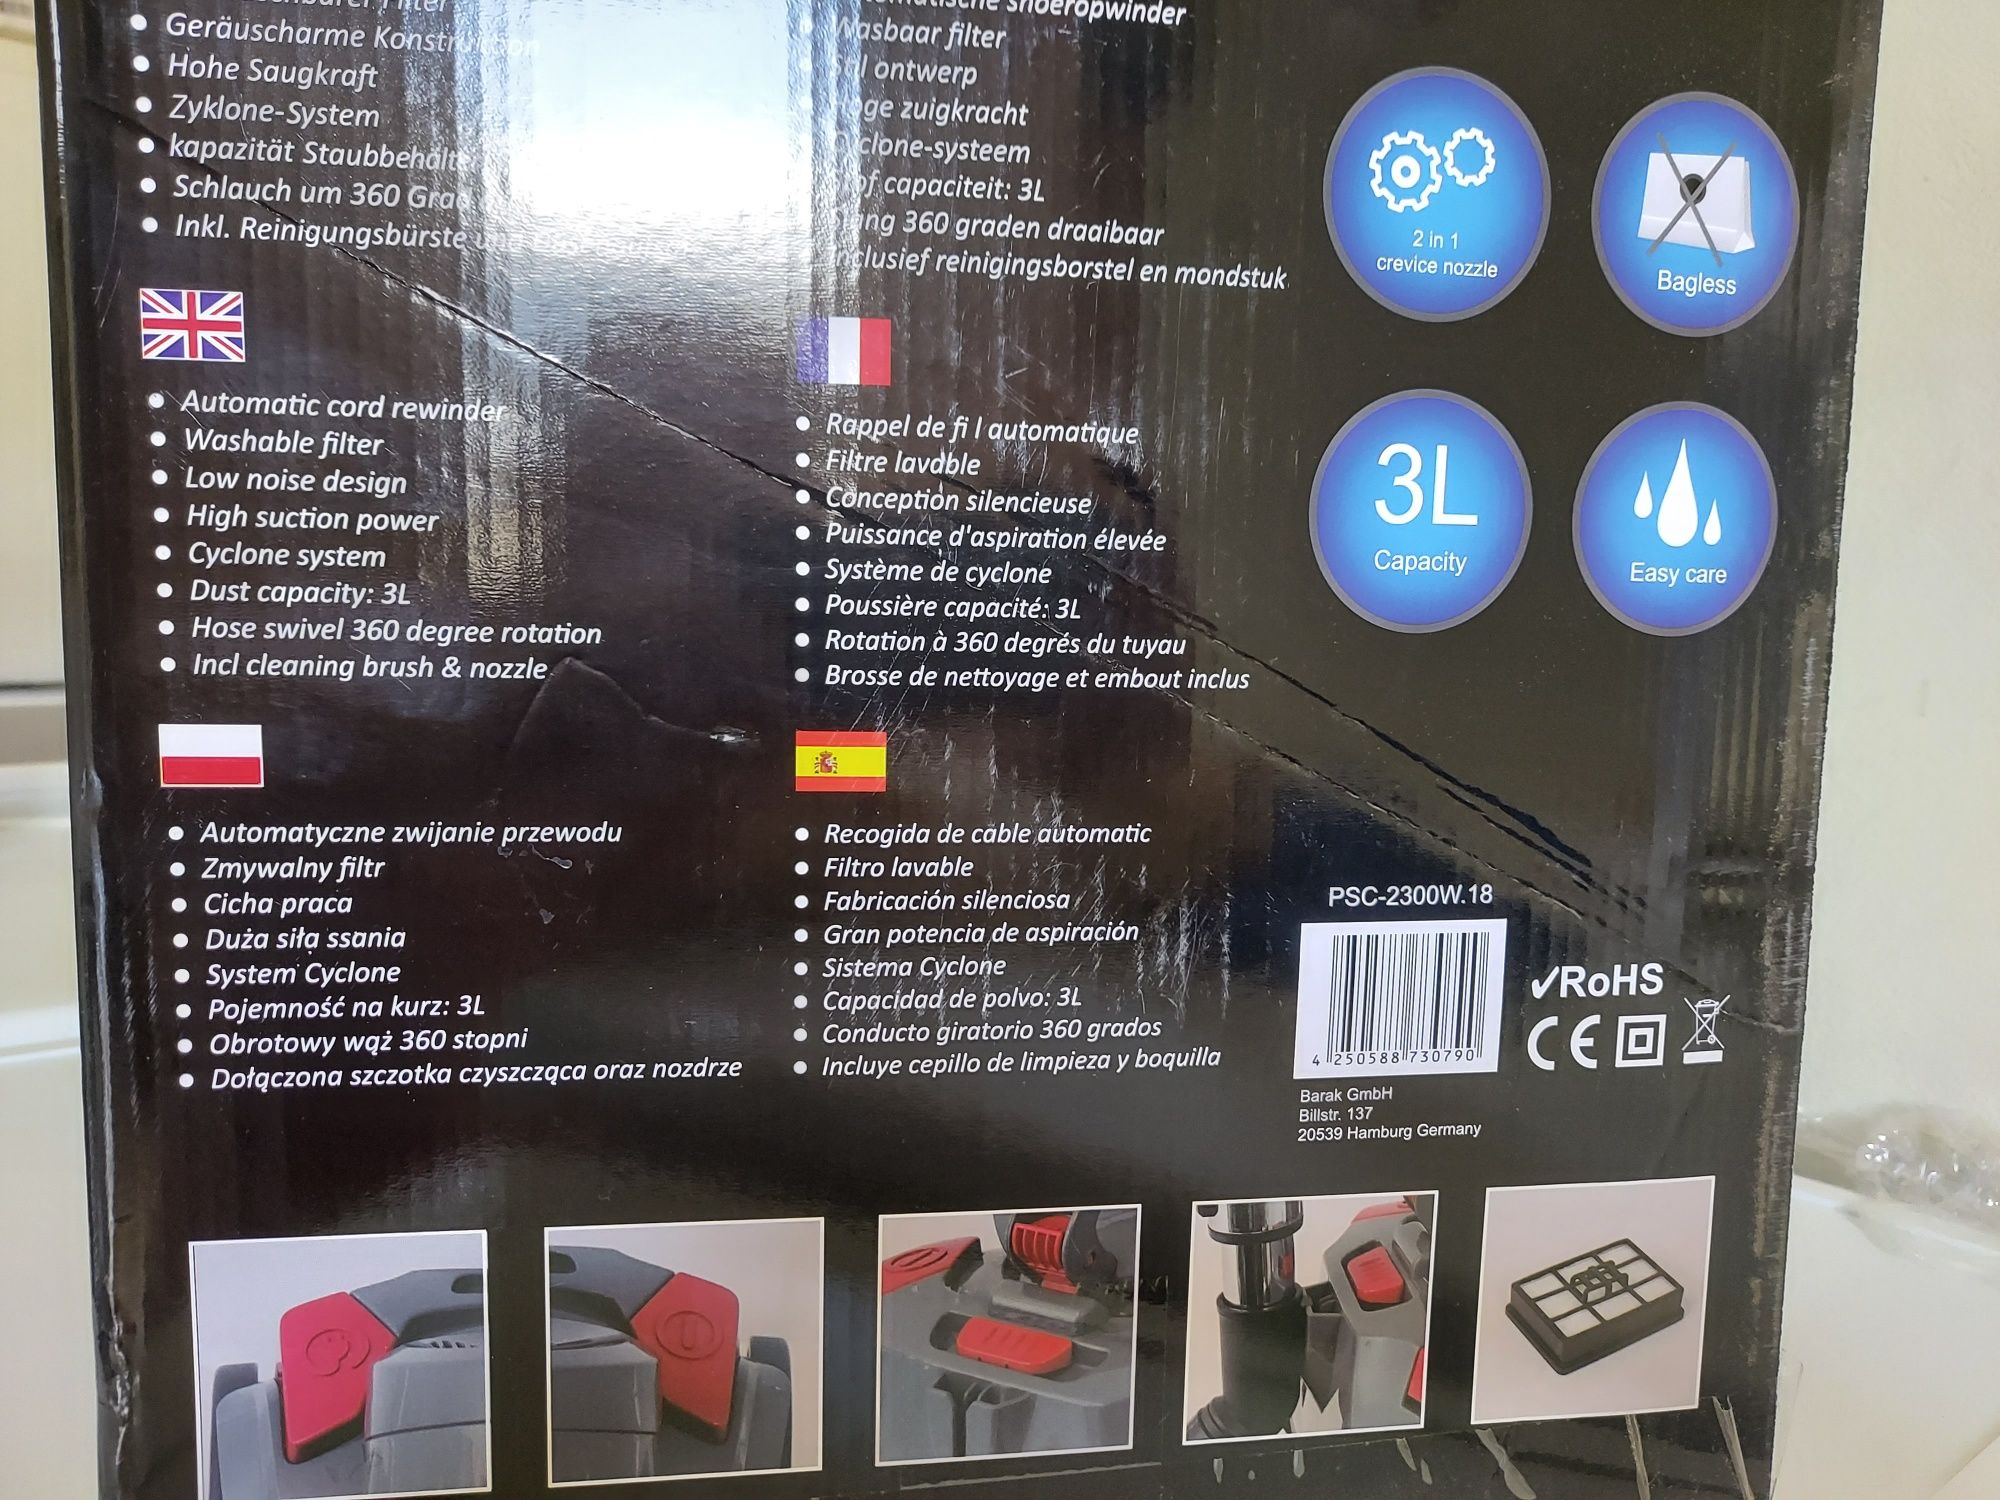 Geräuscharme Konstruktion
Hohe Saugkraft
Zyklone-System
kapazität Staubbehält
Schlauch um 360 Grad
Inkl. Reinigungsbürste
snoeropwinder
Wasbaar filter
ontwerp
Hoge zuigkracht
Cyclone-systeem
Stof capaciteit: 3L
360 graden draaibaar
Inclusief reinigingsborstel en mondstuk
Automatic cord rewinder
Washable filter
Low noise design
High suction power
Cyclone system
Dust capacity: 3L
Hose swivel 360 degree rotation
Incl cleaning brush & nozzle
Rappel de fi l automatique
Filtre lavable
Conception silencieuse
Puissance d'aspiration élevée
Système de cyclone
Poussière capacité: 3L
Rotation à 360 degrés du tuyau
Brosse de nettoyage et embout inclus
Automatyczne zwijanie przewodu
Zmywalny filtr
Cicha praca
Duża siłą ssania
System Cyclone
Pojemność na kurz: 3L
Obrotowy wąż 360 stopni
Dołączona szczotka czyszcząca oraz nozdrze
Recogida de cable automatic
Filtro lavable
Fabricación silenciosa
Gran potencia de aspiración
Sistema Cyclone
Capacidad de polvo: 3L
Conducto giratorio 360 grados
Incluye cepillo de limpieza y boquilla
2 in 1
crevice nozzle
Bagless
3L
Capacity
Easy care
PSC-2300W.18
4 250588 730790
✓RoHS
CE
Barak GmbH
Billstr. 137
20539 Hamburg Germany